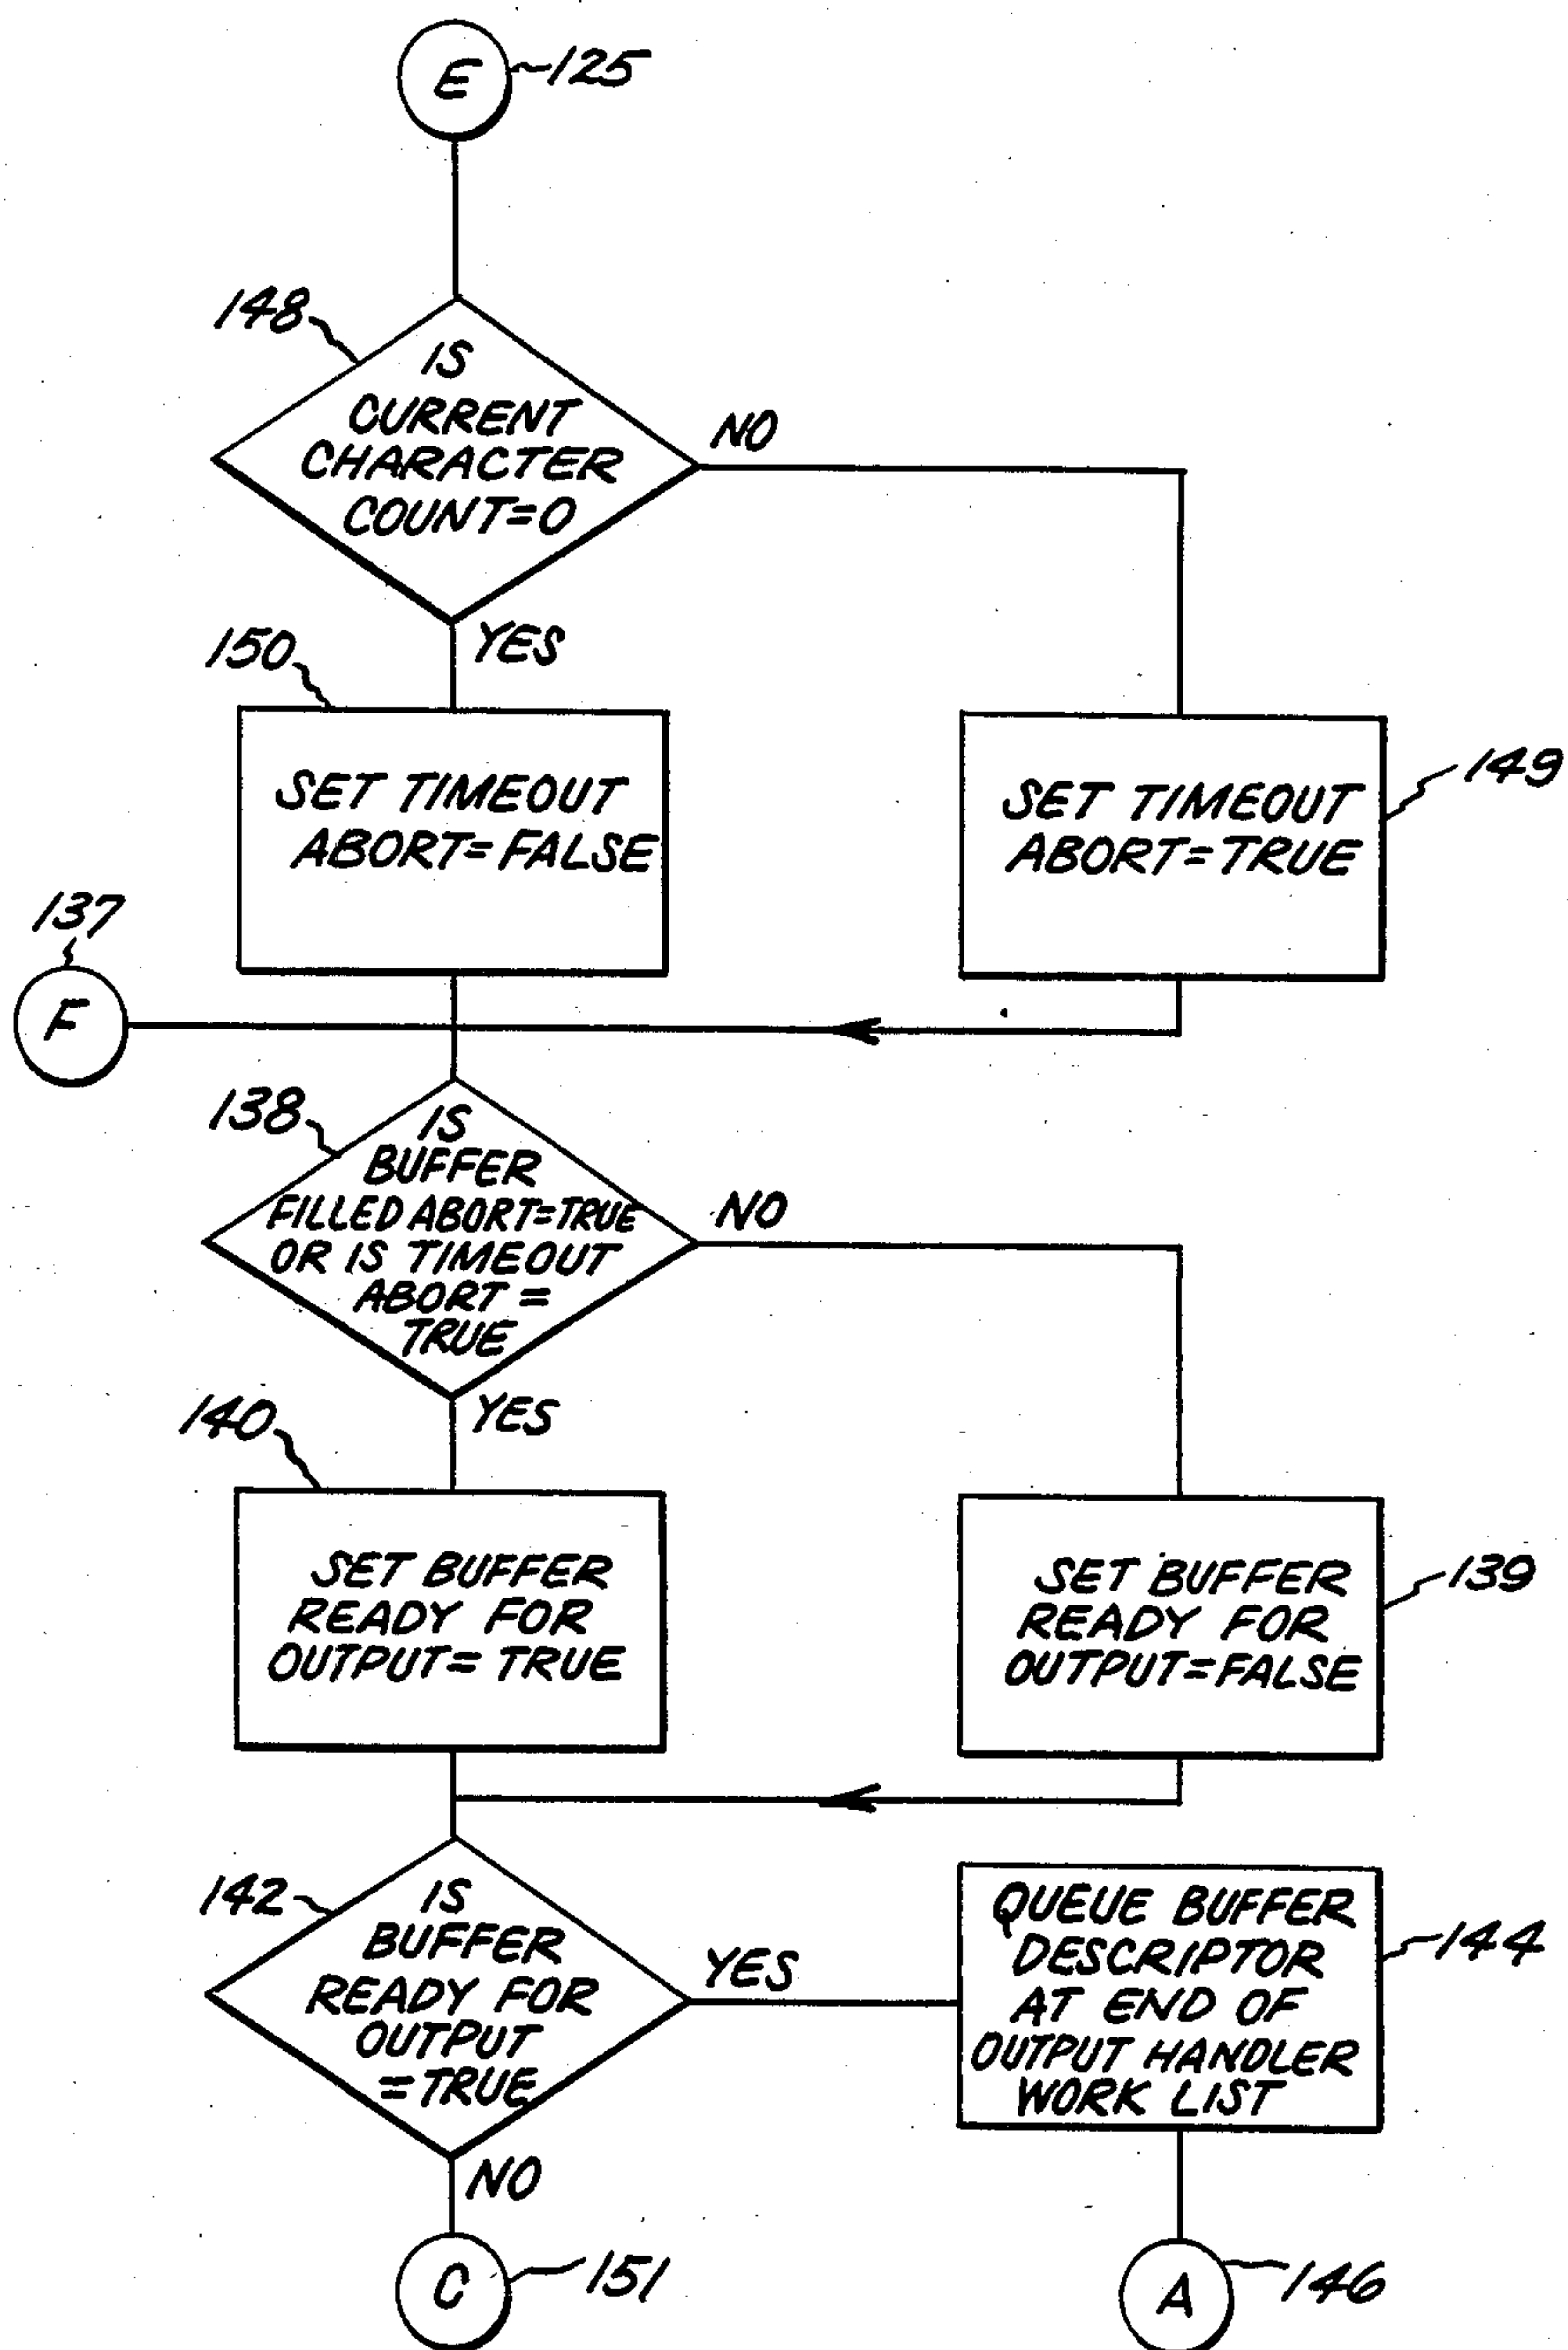 E
125
148
IS
CURRENT
CHARACTER
COUNT=0
NO
YES
150
SET TIMEOUT
ABORT=FALSE
SET TIMEOUT
ABORT=TRUE
149
137
F
138
IS
BUFFER
FILLED ABORT=TRUE
OR IS TIMEOUT
ABORT =
TRUE
NO
YES
140
SET BUFFER
READY FOR
OUTPUT= TRUE
SET BUFFER
READY FOR
OUTPUT=FALSE
139
142
IS
BUFFER
READY FOR
OUTPUT
=TRUE
YES
NO
QUEUE BUFFER
DESCRIPTOR
AT END OF
OUTPUT HANDLER
WORK LIST
144
C
151
A
146